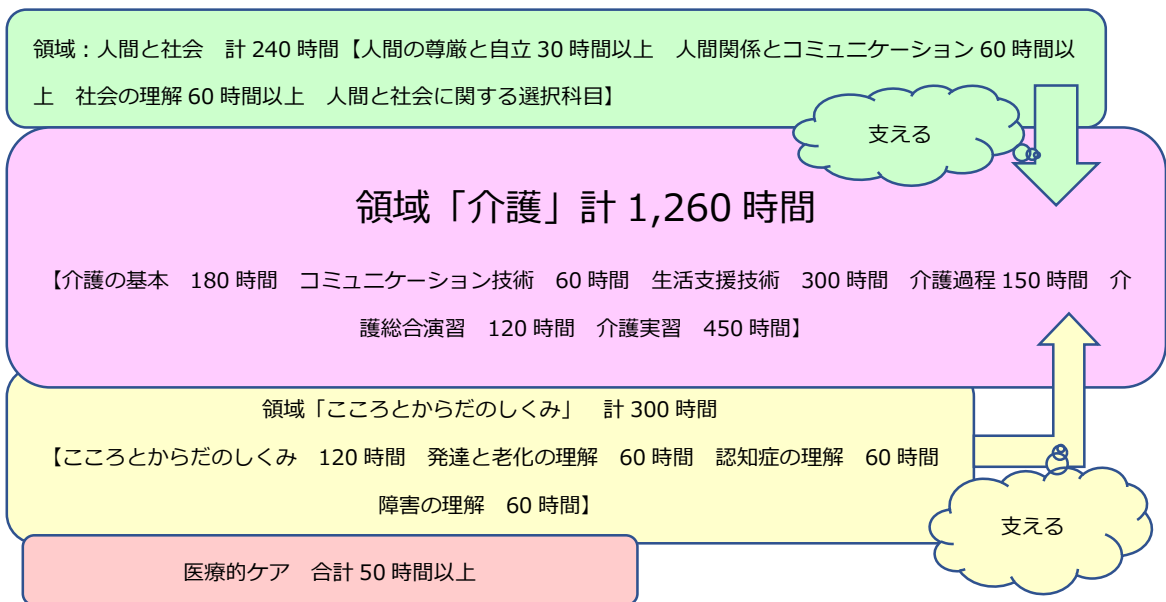 領域：人間と社会　計 240 時間【人間の尊厳と自立 30 時間以上　人間関係とコミュニケーション 60 時間以
上　社会の理解 60 時間以上　人間と社会に関する選択科目】
支える
領域「介護」計 1,260 時間
【介護の基本　180 時間　コミュニケーション技術　60 時間　生活支援技術　300 時間　介護過程 150 時間　介
護総合演習　120 時間　介護実習　450 時間】
領域「こころとからだのしくみ」　計 300 時間
【こころとからだのしくみ　120 時間　発達と老化の理解　60 時間　認知症の理解　60 時間
障害の理解　60 時間】
支える
医療的ケア　合計 50 時間以上